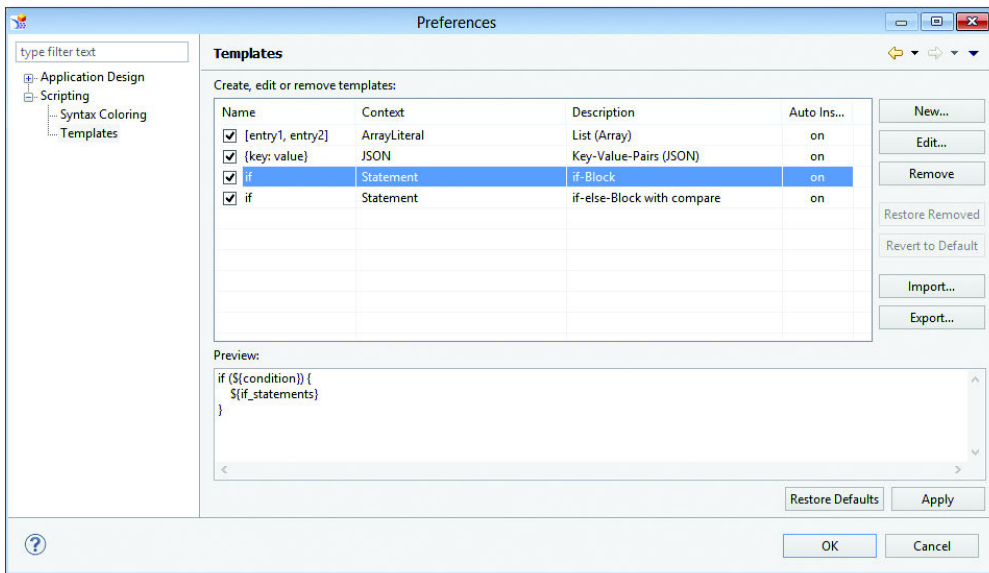 Preferences
type filter text
Application Design
Scripting
Syntax Coloring
Templates
Templates
Create, edit or remove templates:
Name Context Description Auto Ins...
[entry1, entry2] ArrayLiteral List (Array) on
{key: value} JSON Key-Value-Pairs (JSON) on
if Statement if-Block on
if Statement if-else-Block with compare on
New...
Edit...
Remove
Restore Removed
Revert to Default
Import...
Export...
Preview:
if (${condition}) {
${if_statements}
}
Restore Defaults Apply
? OK Cancel